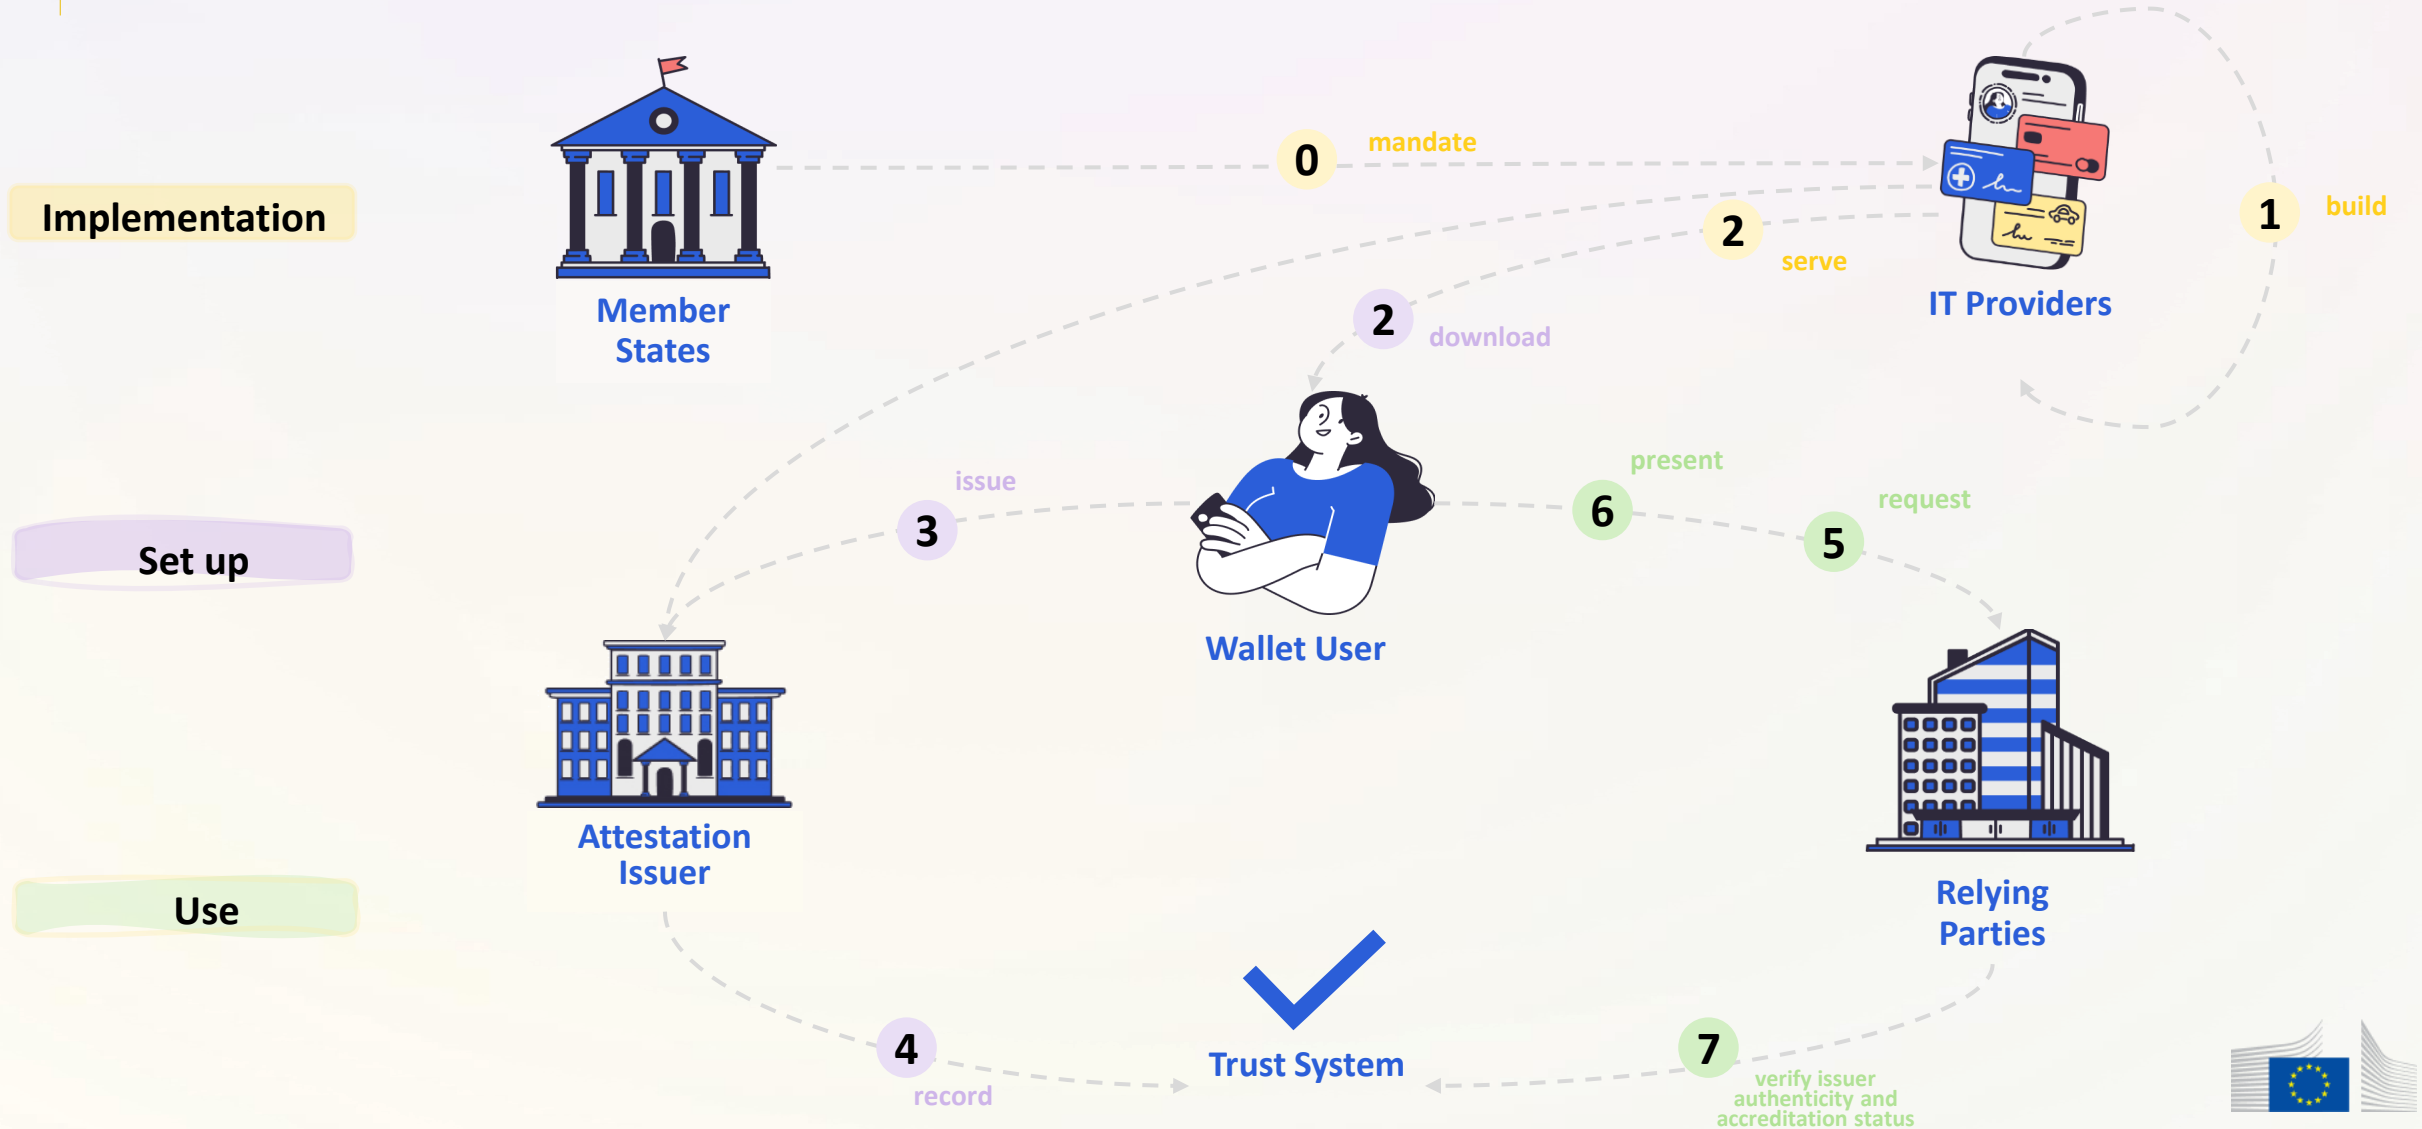 0
mandate
Implementation
Member
States
2
serve
IT Providers
1
build
2
download
issue
3
Set up
Wallet User
present
6
request
5
Attestation
Issuer
Use
Relying
Parties
4
record
Trust System
7
verify issuer
authenticity and
accreditation status